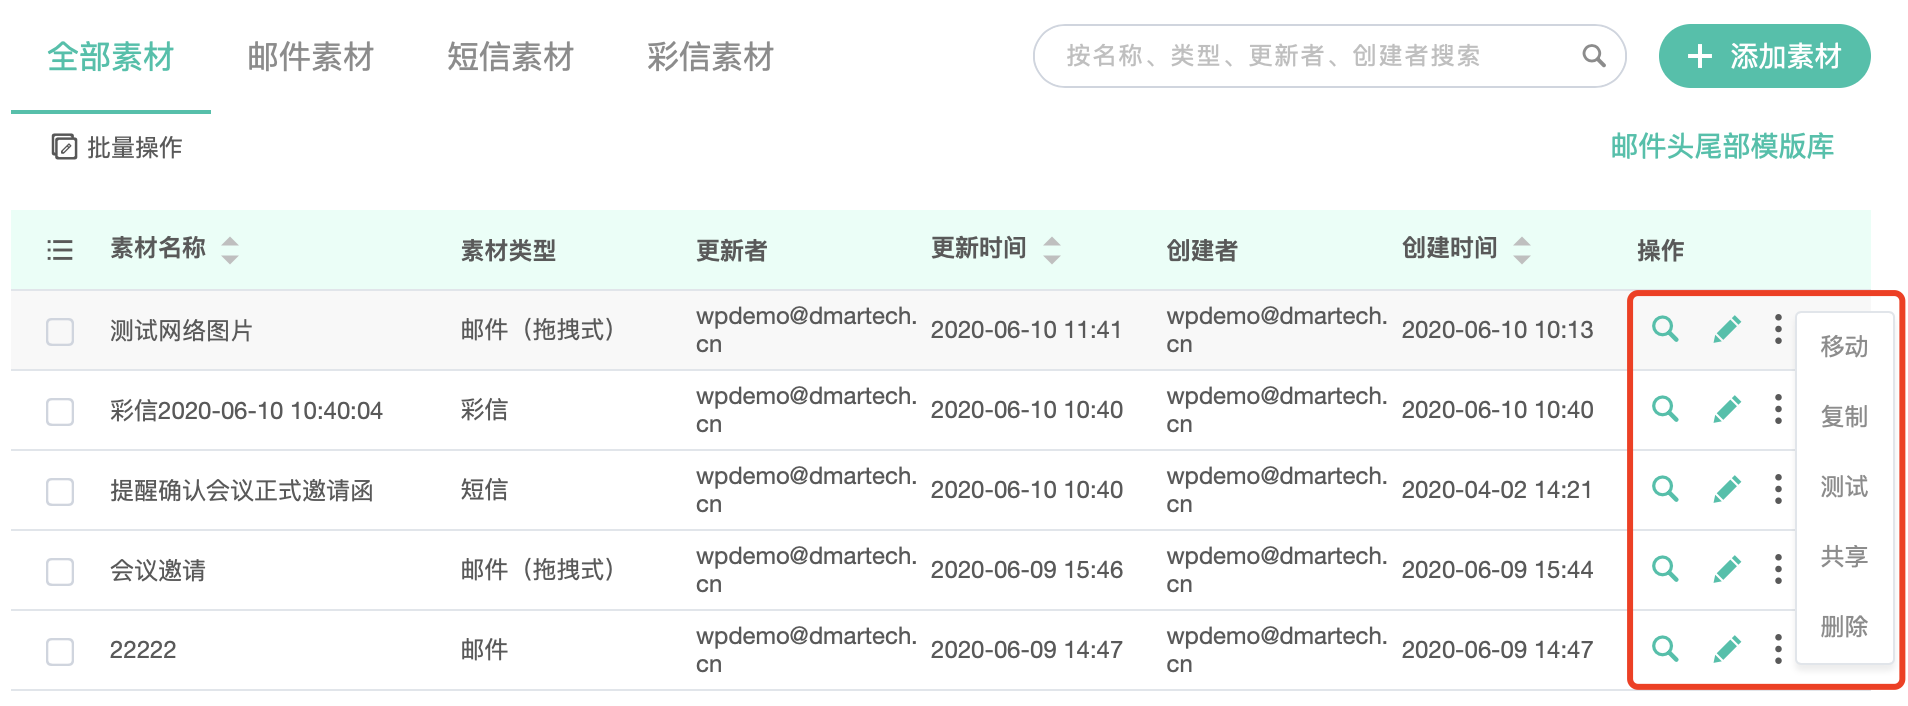 全部素材 邮件素材 短信素材 彩信素材 按名称、类型、更新者、创建者搜索 添加素材
批量操作 邮件头尾部模版库
素材名称 素材类型 更新者 更新时间 创建者 创建时间 操作
测试网络图片 邮件（拖拽式） wpdemo@dmartech.cn 2020-06-10 11:41 wpdemo@dmartech.cn 2020-06-10 10:13
彩信2020-06-10 10:40:04 彩信 wpdemo@dmartech.cn 2020-06-10 10:40 wpdemo@dmartech.cn 2020-06-10 10:40
提醒确认会议正式邀请函 短信 wpdemo@dmartech.cn 2020-06-10 10:40 wpdemo@dmartech.cn 2020-04-02 14:21
会议邀请 邮件（拖拽式） wpdemo@dmartech.cn 2020-06-09 15:46 wpdemo@dmartech.cn 2020-06-09 15:44
22222 邮件 wpdemo@dmartech.cn 2020-06-09 14:47 wpdemo@dmartech.cn 2020-06-09 14:47
移动
复制
测试
共享
删除